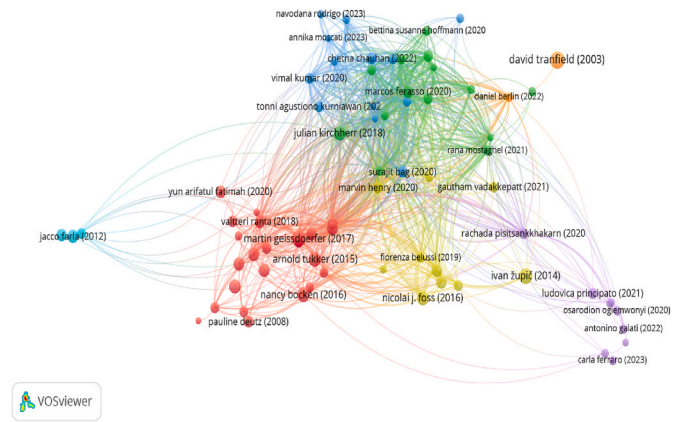 navodana rodrigo (2023)
bettina susanne hoffmann (2020
annika moscati (2023)
chetna chauhan (2022)
david tranfield (2003)
vimal kumar (2020)
marcos ferasso (2020)
daniel berlin (2022)
tonni agustiono kurniawan (202
julian kirchherr (2018)
rana mostaghel (2021)
surajit bag (2020)
marvin henry (2020)
gautham vadakkepatt (2021)
yun arifatul fatimah (2020)
valtteri ranta (2018)
jacco farla (2012)
martin geissdoerfer (2017)
rachada pisitsankkhakarn (2020
arnold tukker (2015)
fiorenza belussi (2019)
ivan župič (2014)
nancy bocken (2016)
nicolai j. foss (2016)
ludovica principato (2021)
osarodion ogiemwonyi (2020)
pauline deutz (2008)
antonino galati (2022)
carla ferraro (2023)
VOSviewer